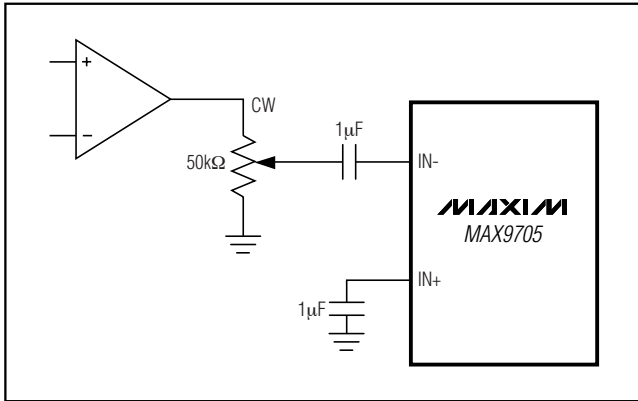 +
−
CW
50kΩ
1μF
IN-
MAXIM
MAX9705
IN+
1μF